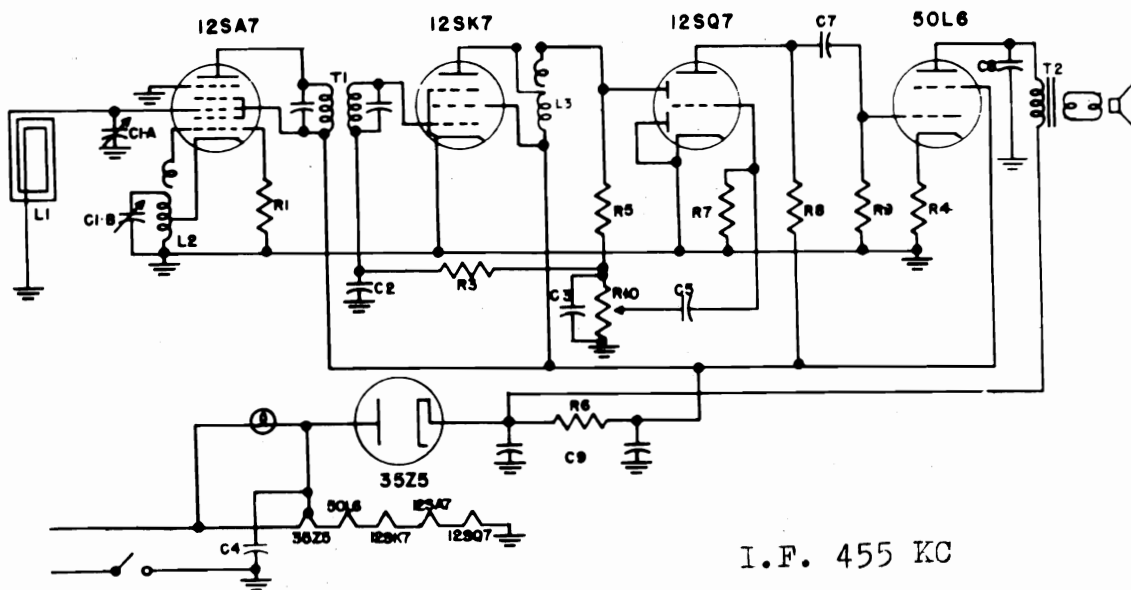 12SA7
12SK7
12SQ7
50L6
C7
C8
T2
T1
L3
C1-A
L1
C1-B
L2
R1
R5
R7
R8
R9
R4
C2
R3
C3
R10
C5
R6
C9
35Z5
C4
35Z5
50L6
12SK7
12SA7
12SQ7
I.F. 455 KC